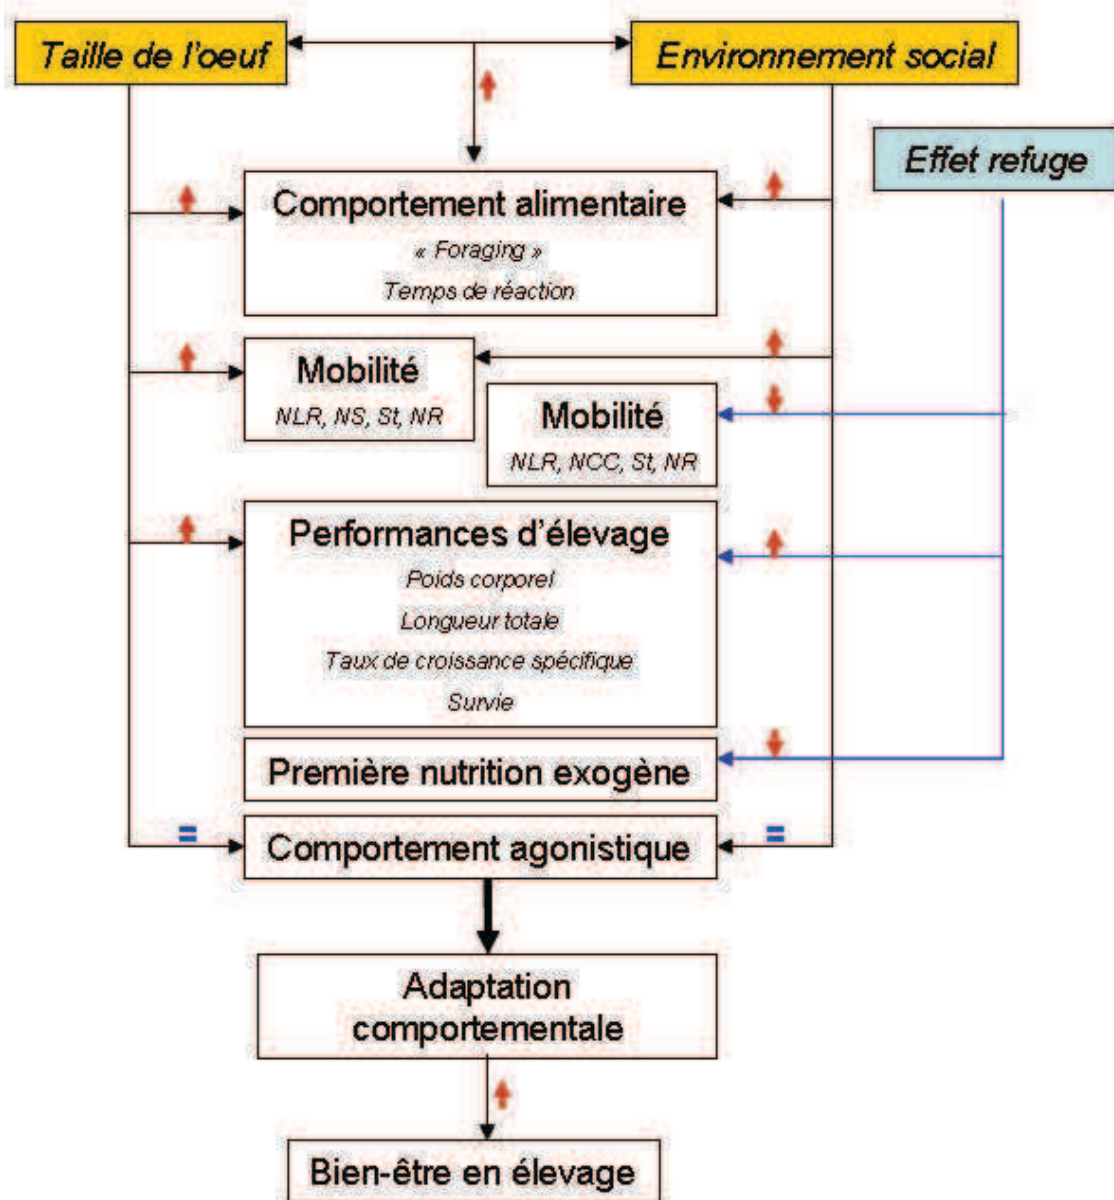 Taille de l'oeuf
Environnement social
Effet refuge
Comportement alimentaire
« Foraging »
Temps de réaction
Mobilité
NLR, NS, St, NR
Mobilité
NLR, NCC, St, NR
Performances d'élevage
Poids corporel
Longueur totale
Taux de croissance spécifique
Survie
Première nutrition exogène
=
=
Comportement agonistique
Adaptation
comportementale
Bien-être en élevage